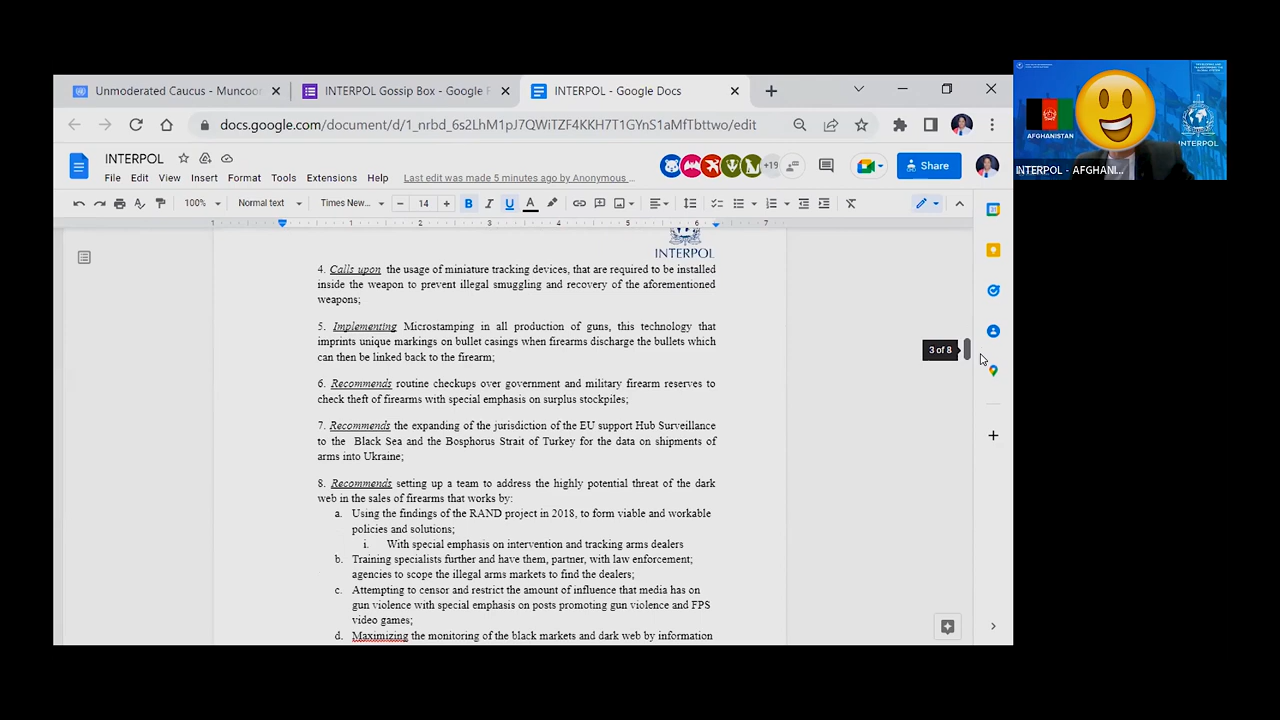 Unmoderated Caucus - Muncoor
INTERPOL Gossip Box - Google F
INTERPOL - Google Docs
docs.google.com/document/d/1_nrbd_6s2LhM1pJ7QWiTZF4KKH7T1GYnS1aMfTbttwo/edit
INTERPOL
+19
Share
File Edit View Insert Format Tools Extensions Help Last edit was made 5 minutes ago by Anonymous ...
100% Normal text Times New... 14 B I U A
1 1 2 3 4 5 6 7
INTERPOL
4. Calls upon the usage of miniature tracking devices, that are required to be installed
inside the weapon to prevent illegal smuggling and recovery of the aforementioned
weapons;
5. Implementing Microstamping in all production of guns, this technology that
imprints unique markings on bullet casings when firearms discharge the bullets which
can then be linked back to the firearm;
6. Recommends routine checkups over government and military firearm reserves to
check theft of firearms with special emphasis on surplus stockpiles;
7. Recommends the expanding of the jurisdiction of the EU support Hub Surveillance
to the Black Sea and the Bosphorus Strait of Turkey for the data on shipments of
arms into Ukraine;
8. Recommends setting up a team to address the highly potential threat of the dark
web in the sales of firearms that works by:
a. Using the findings of the RAND project in 2018, to form viable and workable
policies and solutions;
i. With special emphasis on intervention and tracking arms dealers
b. Training specialists further and have them, partner, with law enforcement;
agencies to scope the illegal arms markets to find the dealers;
c. Attempting to censor and restrict the amount of influence that media has on
gun violence with special emphasis on posts promoting gun violence and FPS
video games;
d. Maximizing the monitoring of the black markets and dark web by information
3 of 8
AFGHANISTAN
INTERPOL
INTERPOL - AFGHANI...